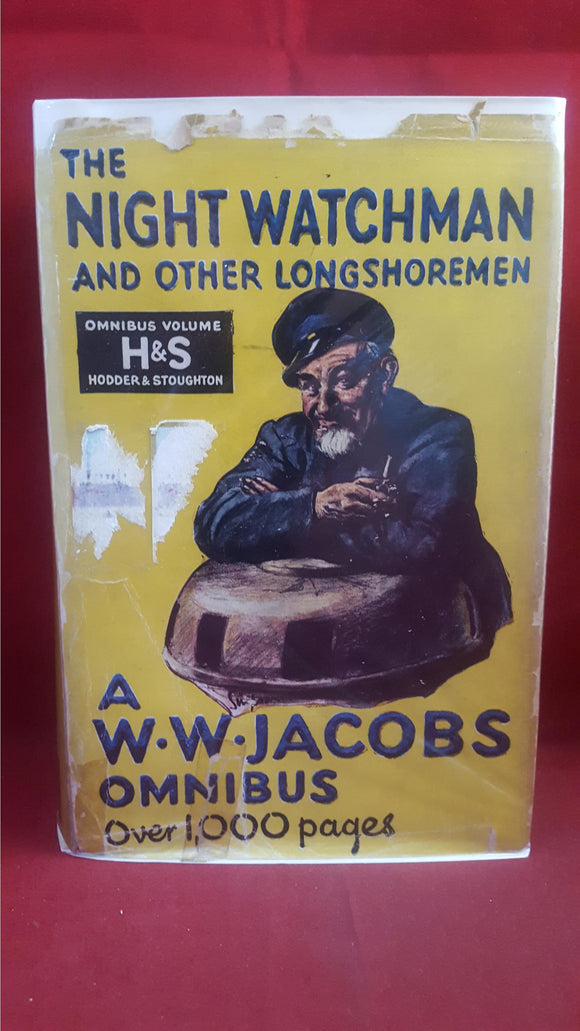 THE
NIGHT WATCHMAN
AND OTHER LONGSHOREMEN
OMNIBUS VOLUME
H&S
HODDER & STOUGHTON
A
W·W·JACOBS
OMNIBUS
Over 1,000 pages